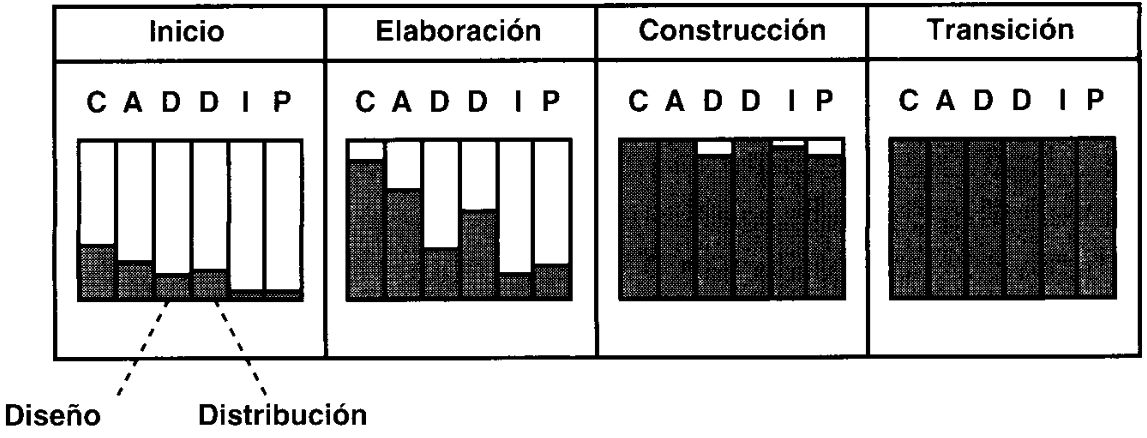 Inicio Elaboración Construcción Transición
C A D D I P C A D D I P C A D D I P C A D D I P
Diseño Distribución